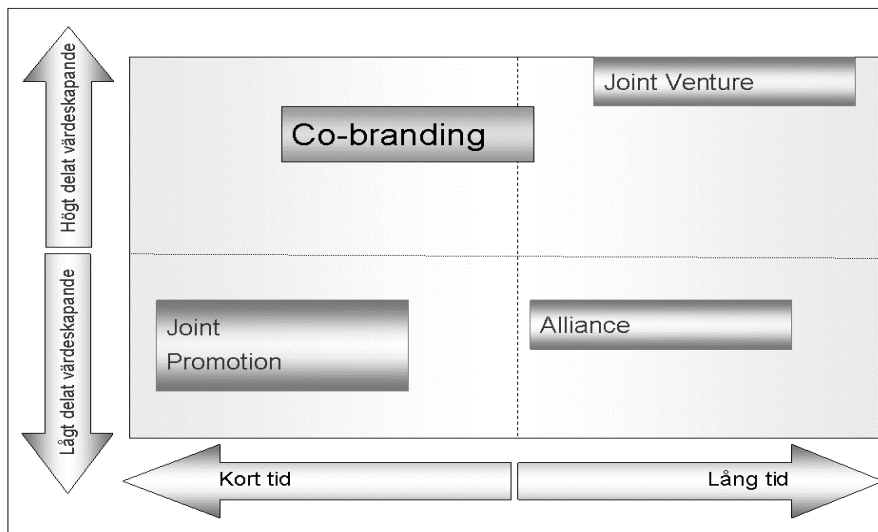 Högt delat värdeskapande
Lågt delat värdeskapande
Joint Venture
Co-branding
Joint
Promotion
Alliance
Kort tid
Lång tid